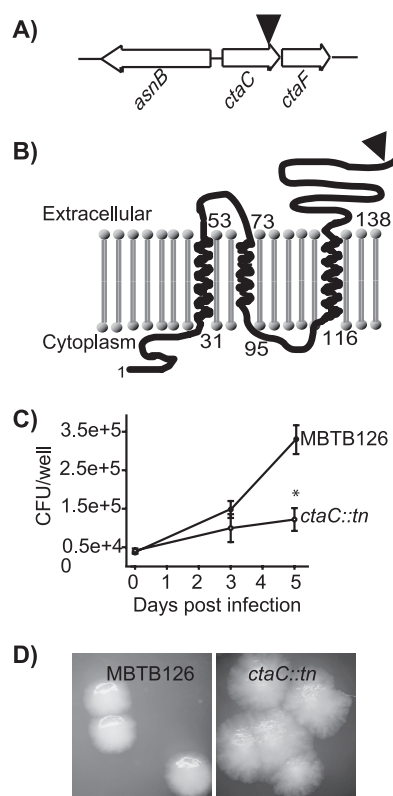 A)
asnB
ctaC
ctaF
B)
Extracellular
53
73
138
Cytoplasm
31
95
116
1
C)
CFU/well
3.5e+5
2.5e+5
1.5e+5
0.5e+4
0
MBTB126
*
ctaC::tn
0 1 2 3 4 5
Days post infection
D)
MBTB126
ctaC::tn